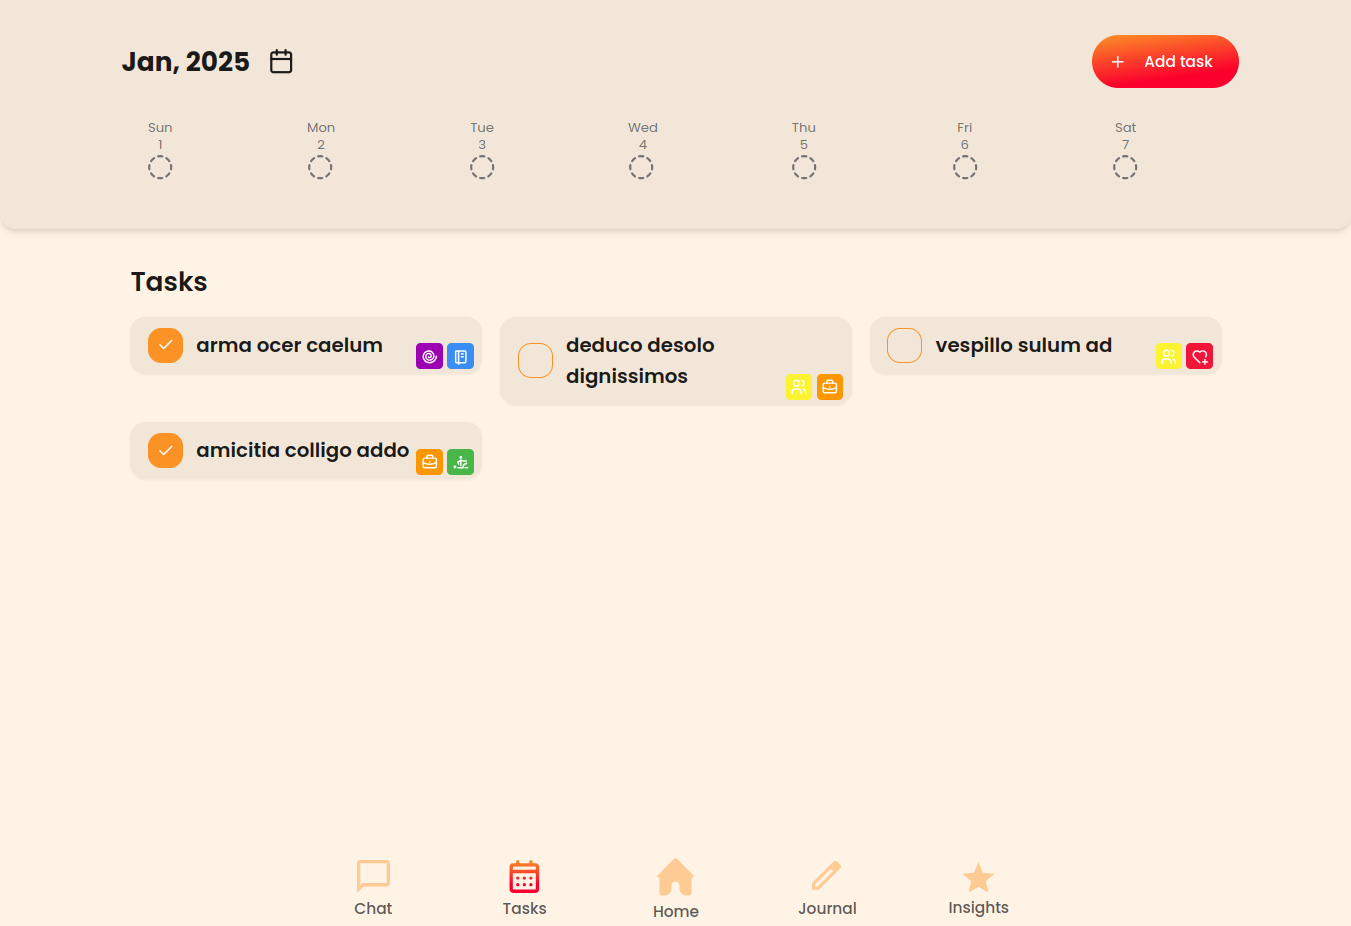 Jan, 2025
Add task
Sun Mon Tue Wed Thu Fri Sat
1 2 3 4 5 6 7
Tasks
arma ocer caelum
deduco desolo
dignissimos
vespillo sulum ad
amicitia colligo addo
Chat Tasks Home Journal Insights